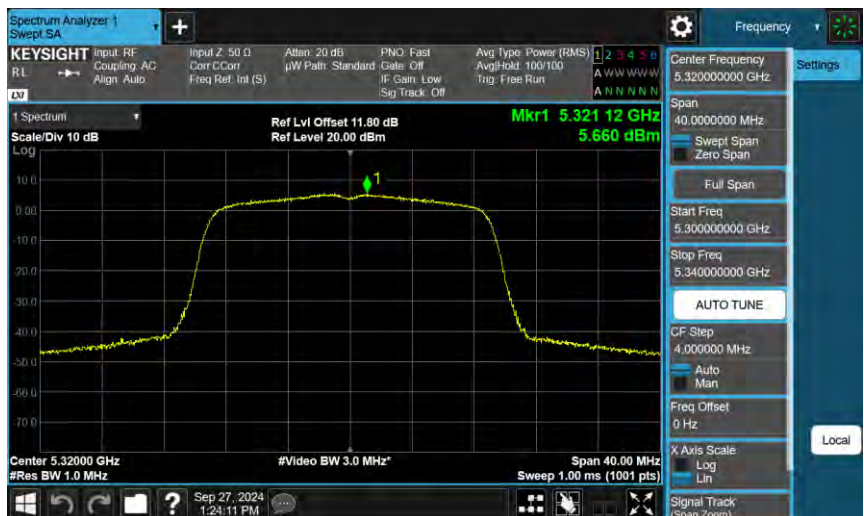 Spectrum Analyzer 1
Swept SA
+
Frequency
KEYSIGHT
RL
LXI
Input: RF
Coupling: AC
Align: Auto
Input Z: 50 Ω
Corr CCorr
Freq Ref: Int (S)
Atten: 20 dB
µW Path: Standard
PNO: Fast
Gate: Off
IF Gain: Low
Sig Track: Off
Avg Type: Power (RMS)
Avg|Hold: 100/100
Trig: Free Run
1 2 3 4 5 6
A W W W W W
A N N N N N
1 Spectrum
Scale/Div 10 dB
Log
Ref Lvl Offset 11.80 dB
Ref Level 20.00 dBm
Mkr1 5.321 12 GHz
5.660 dBm
1
10.0
0.00
-10.0
-20.0
-30.0
-40.0
-50.0
-60.0
-70.0
Center 5.32000 GHz
#Res BW 1.0 MHz
#Video BW 3.0 MHz*
Span 40.00 MHz
Sweep 1.00 ms (1001 pts)
Sep 27, 2024
1:24:11 PM
?
Center Frequency
5.320000000 GHz
Span
40.0000000 MHz
Swept Span
Zero Span
Full Span
Start Freq
5.300000000 GHz
Stop Freq
5.340000000 GHz
AUTO TUNE
CF Step
4.000000 MHz
Auto
Man
Freq Offset
0 Hz
X Axis Scale
Log
Lin
Signal Track
(Span Zoom)
Settings
Local